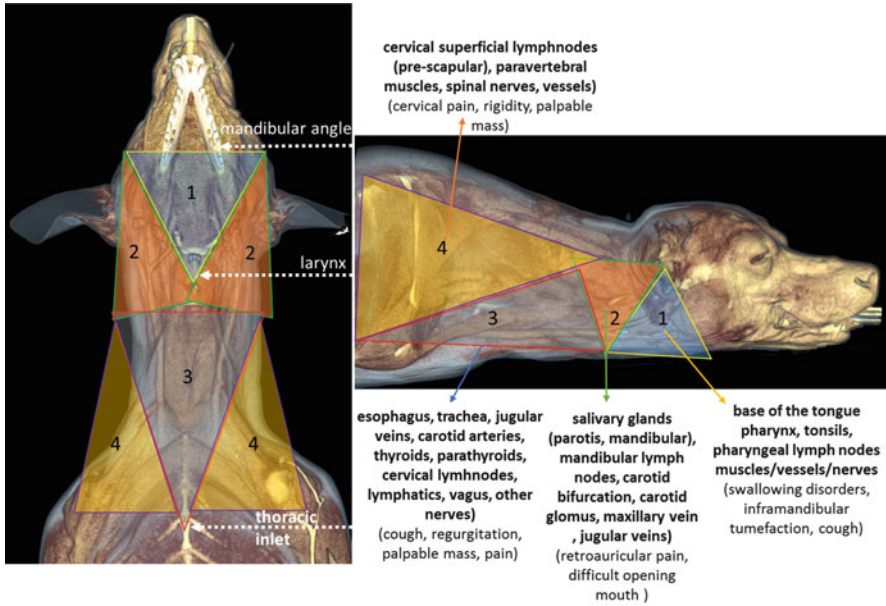 mandibular angle
1
2
2
larynx
3
4
4
thoracic
inlet
cervical superficial lymphnodes
(pre-scapular), paravertebral
muscles, spinal nerves, vessels)
(cervical pain, rigidity, palpable
mass)
4
3
2
1
esophagus, trachea, jugular
veins, carotid arteries,
thyroids, parathyroids,
cervical lymhnodes,
lymphatics, vagus, other
nerves)
(cough, regurgitation,
palpable mass, pain)
salivary glands
(parotis, mandibular),
mandibular lymph
nodes, carotid
bifurcation, carotid
glomus, maxillary vein
, jugular veins)
(retroauricular pain,
difficult opening
mouth )
base of the tongue
pharynx, tonsils,
pharyngeal lymph nodes
muscles/vessels/nerves
(swallowing disorders,
inframandibular
tumefaction, cough)